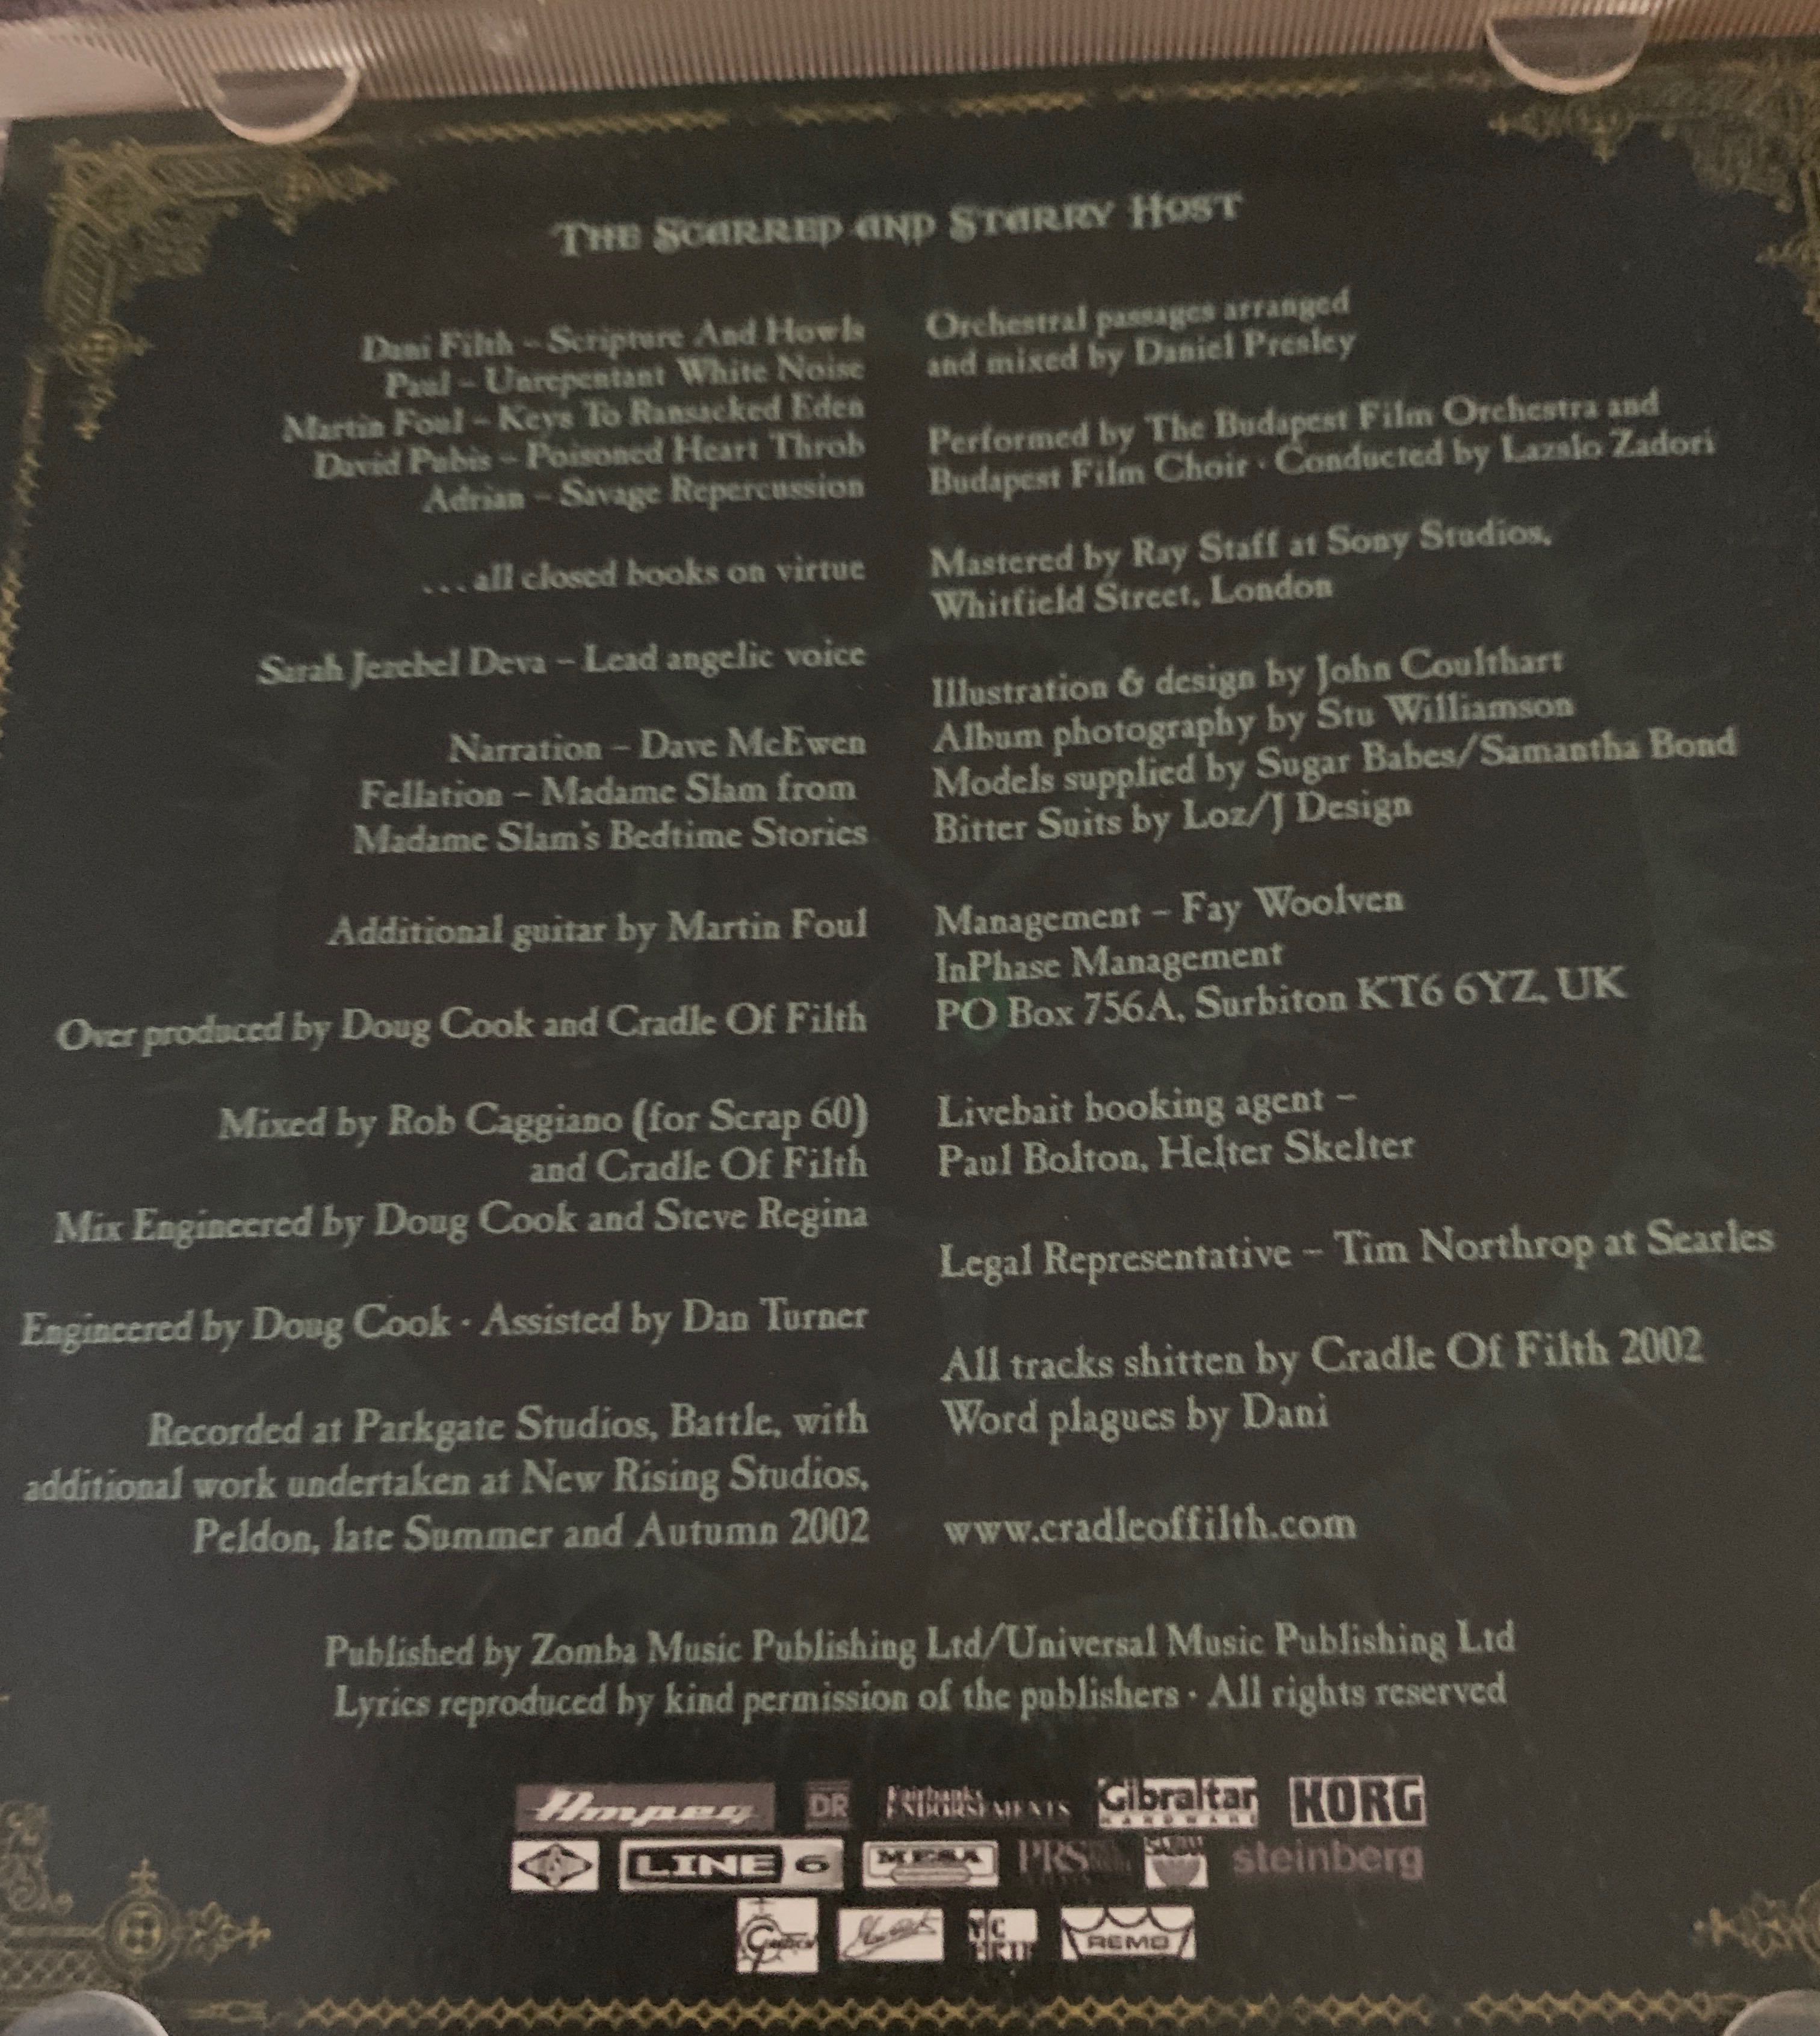 The Scarred and Starry Host
Dani Filth – Scripture And Howls
Paul – Unrepentant White Noise
Martin Foul – Keys To Ransacked Eden
David Pubis – Poisoned Heart Throb
Adrian – Savage Repercussion
...all closed books on virtue
Sarah Jezebel Deva – Lead angelic voice
Narration – Dave McEwen
Fellation – Madame Slam from
Madame Slam's Bedtime Stories
Additional guitar by Martin Foul
Over produced by Doug Cook and Cradle Of Filth
Mixed by Rob Caggiano (for Scrap 60)
and Cradle Of Filth
Mix Engineered by Doug Cook and Steve Regina
Engineered by Doug Cook · Assisted by Dan Turner
Recorded at Parkgate Studios, Battle, with
additional work undertaken at New Rising Studios,
Peldon, late Summer and Autumn 2002
Orchestral passages arranged
and mixed by Daniel Presley
Performed by The Budapest Film Orchestra and
Budapest Film Choir · Conducted by Lazslo Zadori
Mastered by Ray Staff at Sony Studios,
Whitfield Street, London
Illustration & design by John Coulthart
Album photography by Stu Williamson
Models supplied by Sugar Babes/Samantha Bond
Bitter Suits by Loz/J Design
Management – Fay Woolven
InPhase Management
PO Box 756A, Surbiton KT6 6YZ, UK
Livebait booking agent –
Paul Bolton, Helter Skelter
Legal Representative – Tim Northrop at Searles
All tracks shitten by Cradle Of Filth 2002
Word plagues by Dani
www.cradleoffilth.com
Published by Zomba Music Publishing Ltd/Universal Music Publishing Ltd
Lyrics reproduced by kind permission of the publishers · All rights reserved
Ampeg DR Fairbanks ENDORSEMENTS Gibraltar HARDWARE KORG
LINE 6 MESA PRS steinberg
REMO